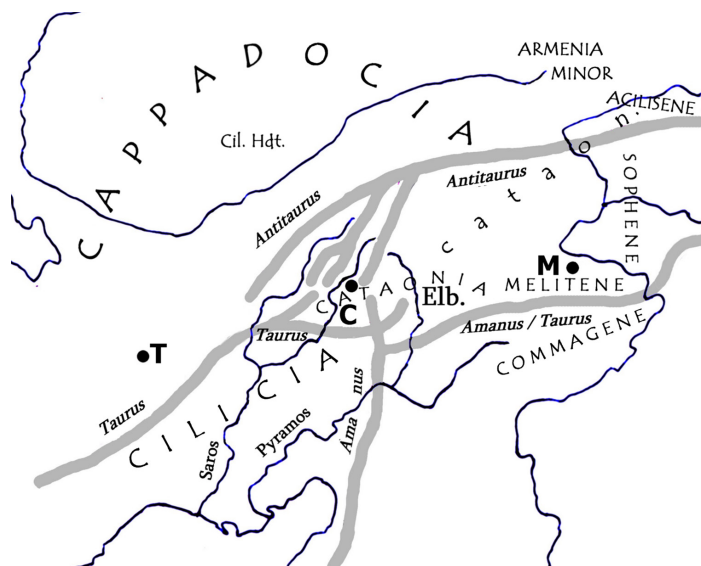 ARMENIA
MINOR
CAPPADOCIA
ACILISENE
Cil. Hdt.
cataon.
SOPHENE
Antitaurus
Antitaurus
M
MELITENE
CATAONIA
Elb.
C
Amanus / Taurus
Taurus
COMMAGENE
T
Taurus
CILICIA
Amanus
Pyramos
Saros